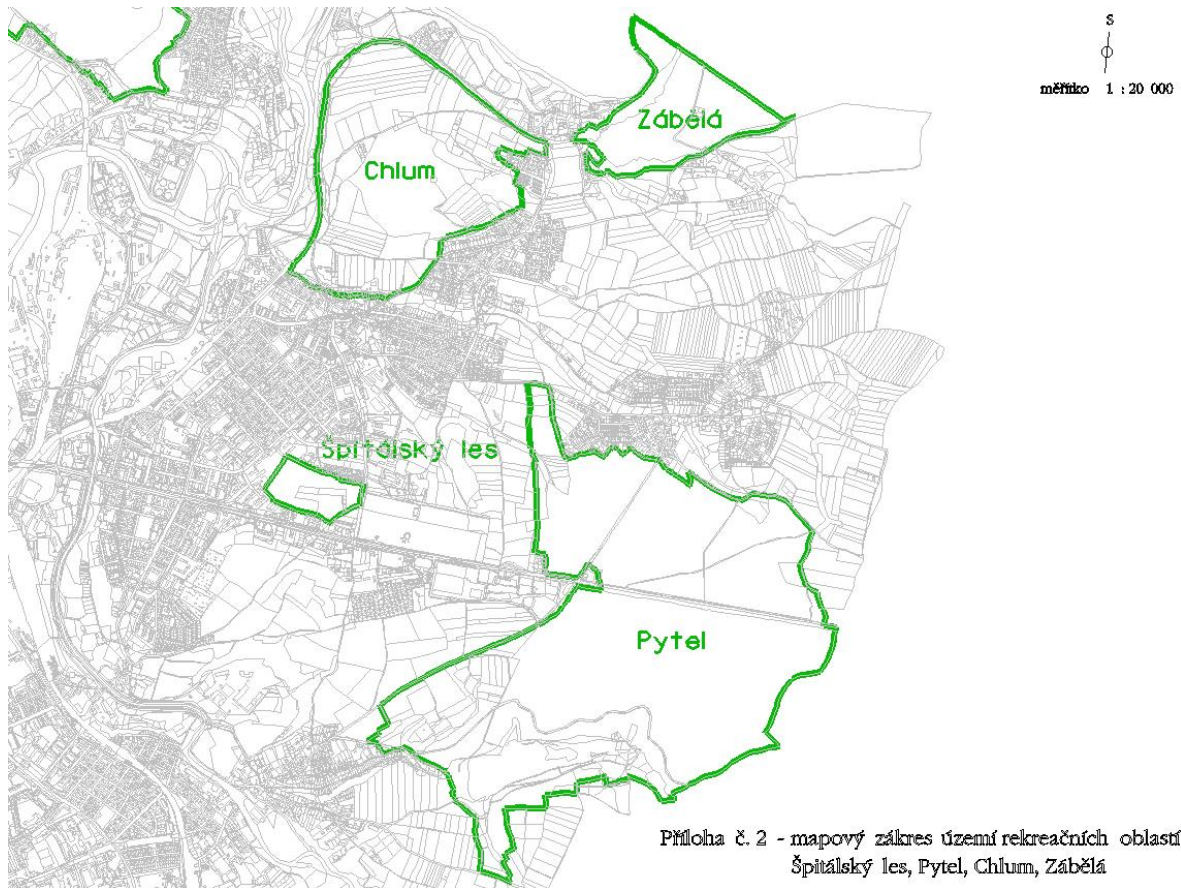 S
měřítko 1 : 20 000
Zábělá
Chlum
Špitálský les
Pytel
Příloha č. 2 - mapový zákres území rekreačních oblastí
Špitálský les, Pytel, Chlum, Zábělá